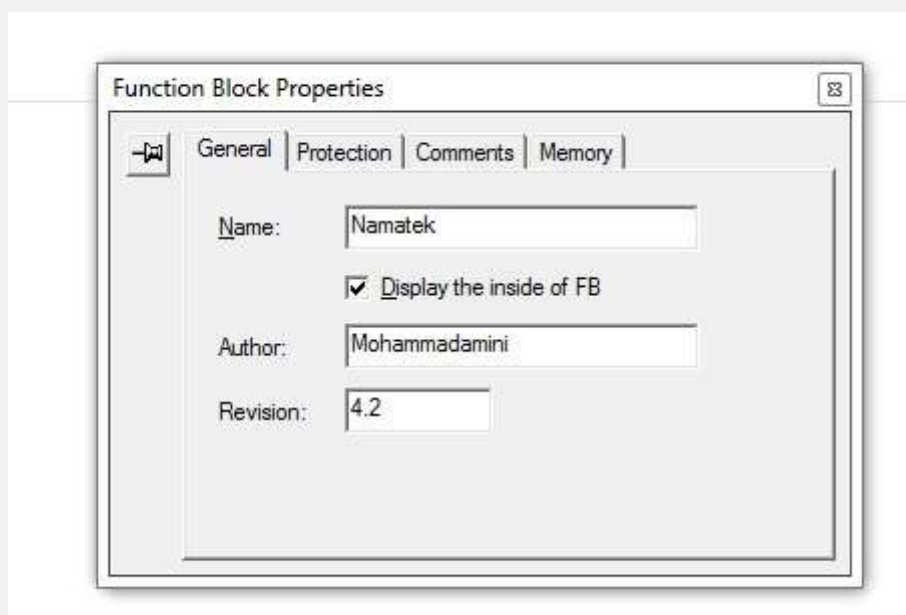 Function Block Properties
General Protection Comments Memory
Name: Namatek
Display the inside of FB
Author: Mohammadamini
Revision: 4.2